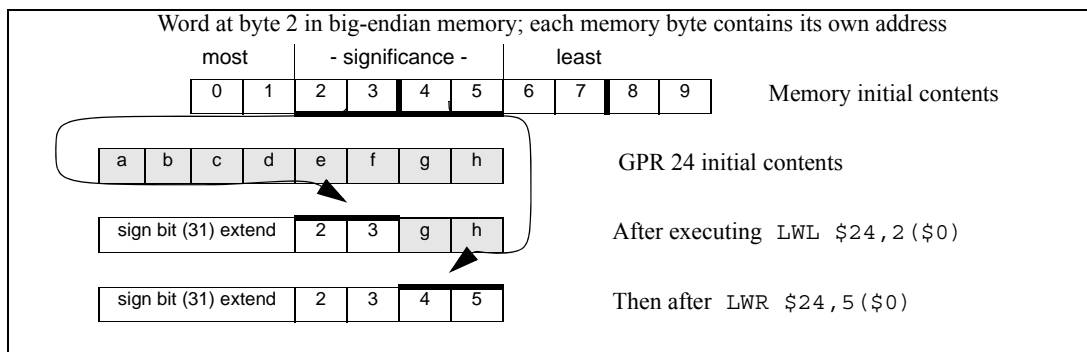 Word at byte 2 in big-endian memory; each memory byte contains its own address
most - significance - least
0 1 2 3 4 5 6 7 8 9 Memory initial contents
a b c d e f g h GPR 24 initial contents
sign bit (31) extend 2 3 g h After executing LWL $24,2($0)
sign bit (31) extend 2 3 4 5 Then after LWR $24,5($0)